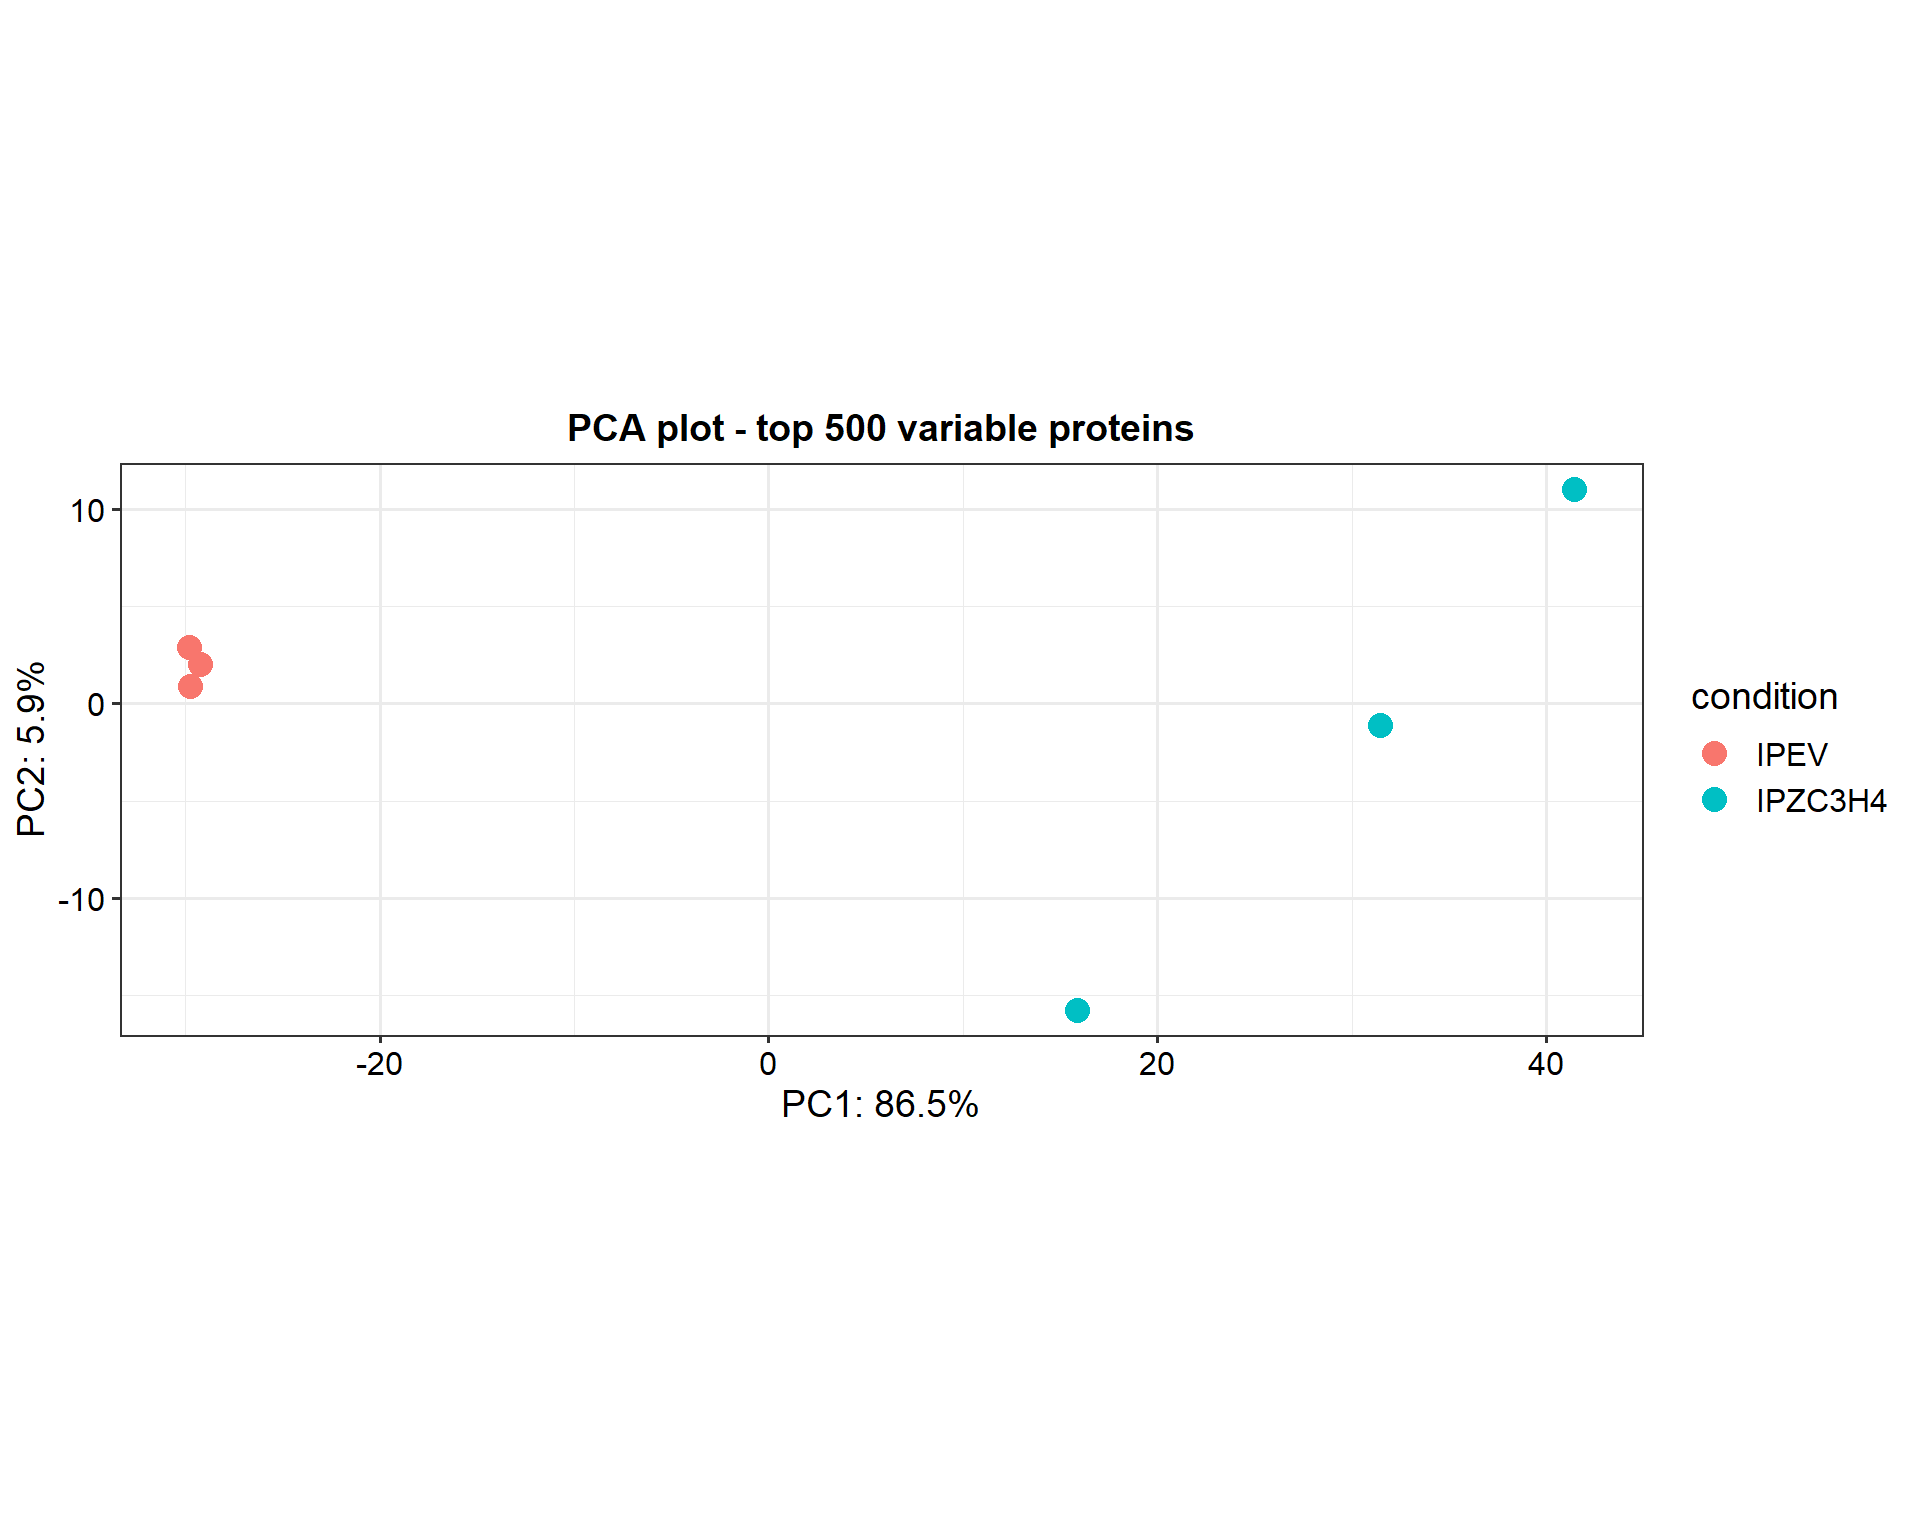 PCA plot - top 500 variable proteins
10
0
-10
PC2: 5.9%
-20
0
20
40
PC1: 86.5%
condition
IPEV
IPZC3H4